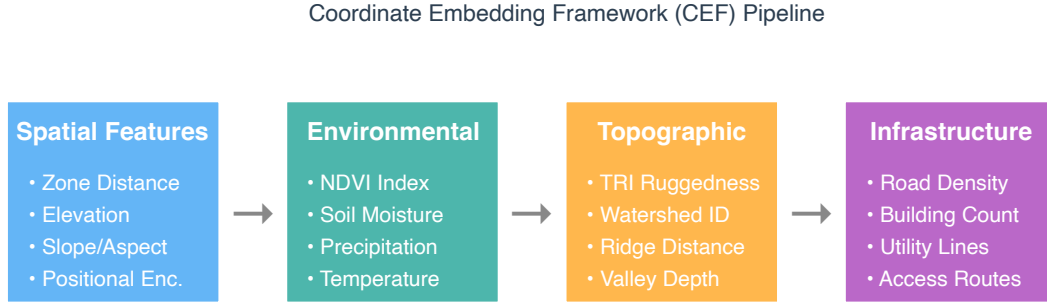 Coordinate Embedding Framework (CEF) Pipeline
Spatial Features
• Zone Distance
• Elevation
• Slope/Aspect
• Positional Enc.
Environmental
• NDVI Index
• Soil Moisture
• Precipitation
• Temperature
Topographic
• TRI Ruggedness
• Watershed ID
• Ridge Distance
• Valley Depth
Infrastructure
• Road Density
• Building Count
• Utility Lines
• Access Routes